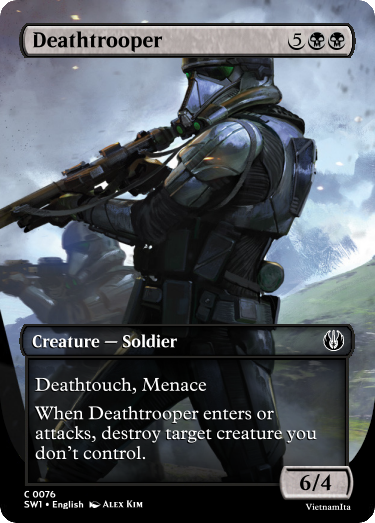 Deathtrooper 5
Creature — Soldier
Deathtouch, Menace
When Deathtrooper enters or
attacks, destroy target creature you
don't control.
6/4
C 0076
SW1 • English ALEX KIM
VietnamIta